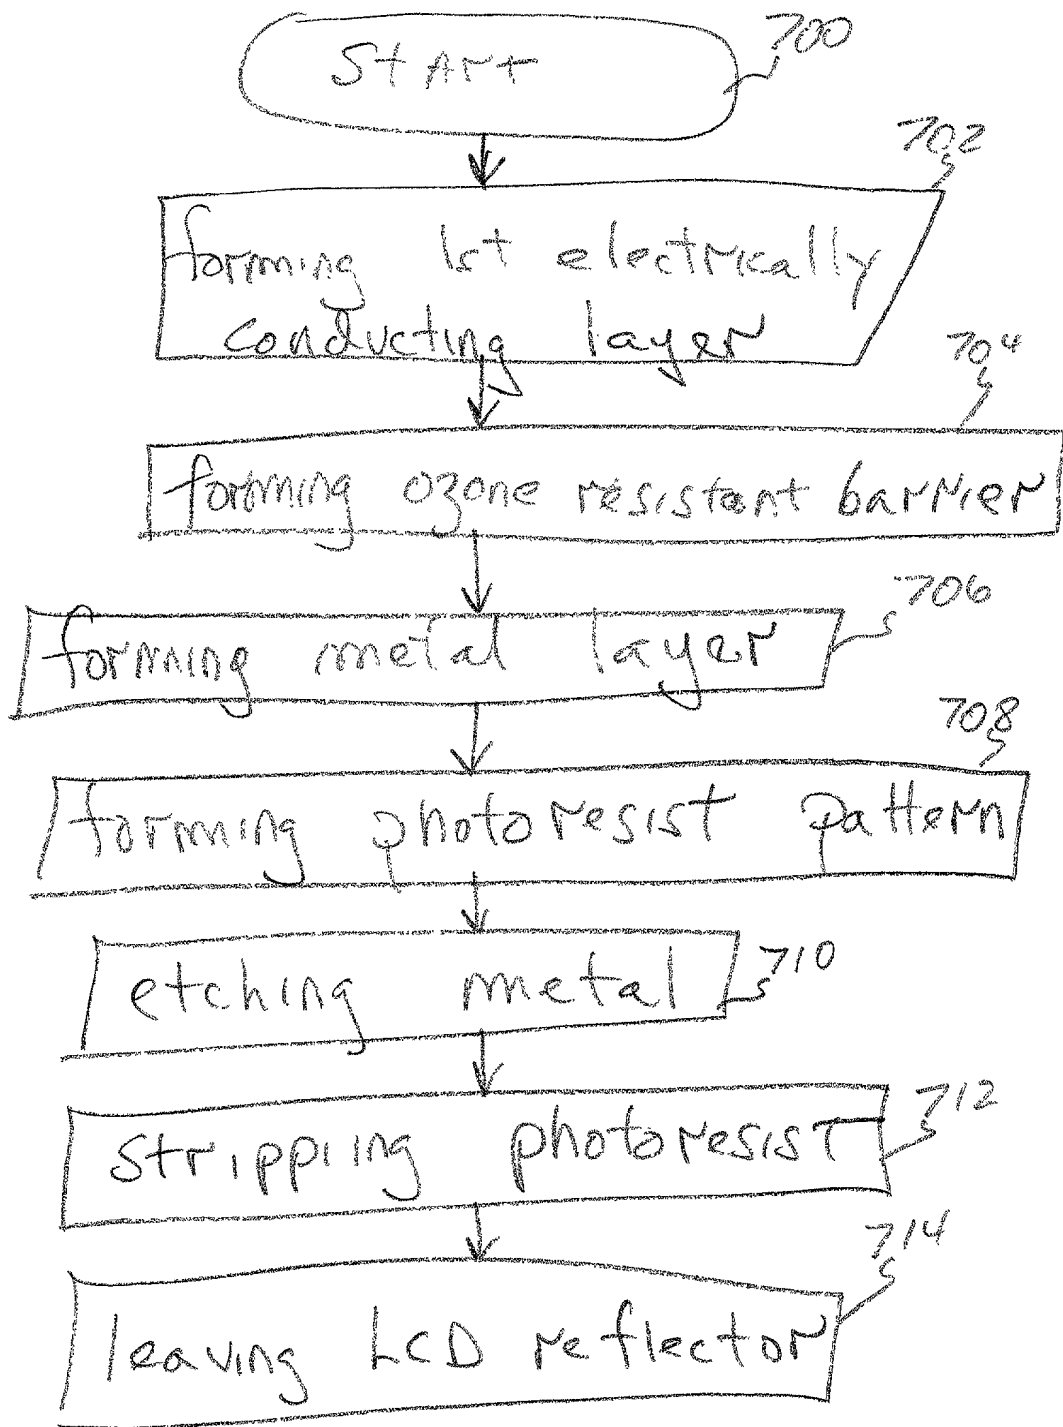 Start
700
702
forming 1st electrically
conducting layer
704
forming ozone resistant barrier
706
forming metal layer
708
forming photoresist pattern
etching metal
710
stripping photoresist
712
714
leaving LCD reflector